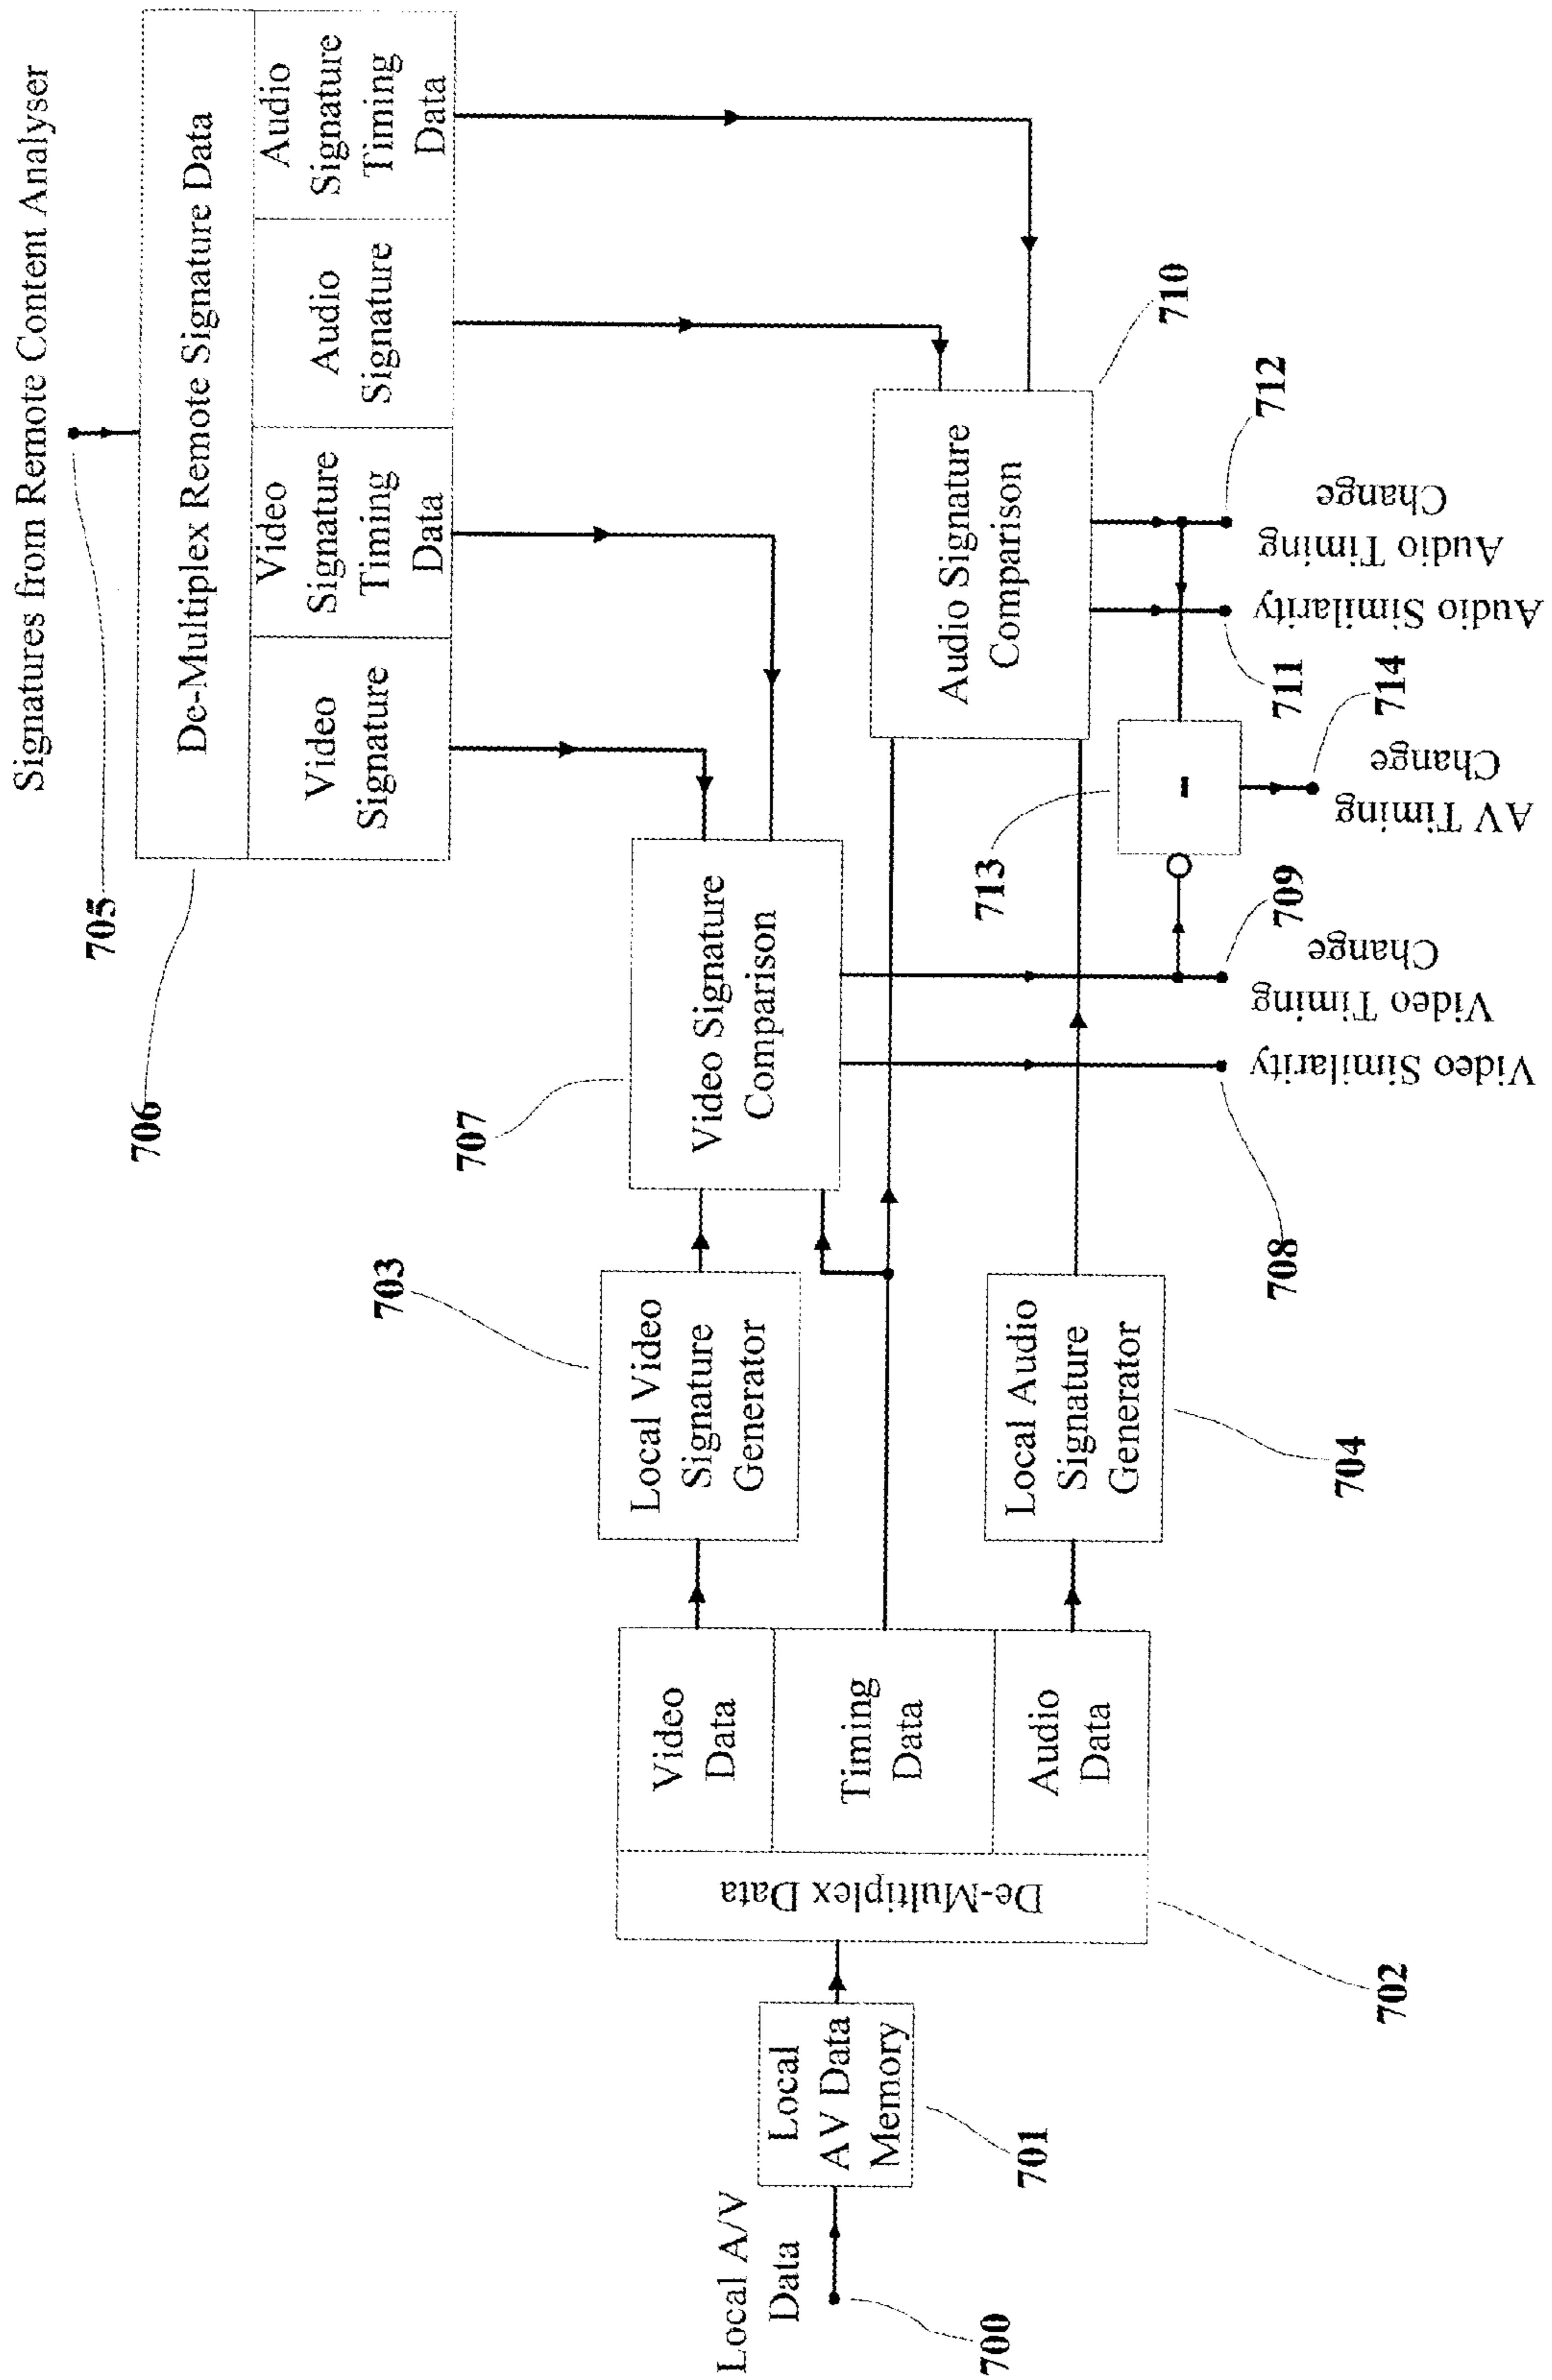 Signatures from Remote Content Analyser
705
706
De-Multiplex Remote Signature Data
Video
Signature
Video
Signature
Timing
Data
Audio
Signature
Audio
Signature
Timing
Data
Local A/V
Data
700
Local
AV Data
Memory
701
De-Multiplex Data
702
Video
Data
Timing
Data
Audio
Data
703
Local Video
Signature
Generator
Local Audio
Signature
Generator
704
707
Video Signature
Comparison
Audio Signature
Comparison
710
713
-
708
Video Similarity
709
Video Timing
Change
714
AV Timing
Change
711
Audio Similarity
712
Audio Timing
Change